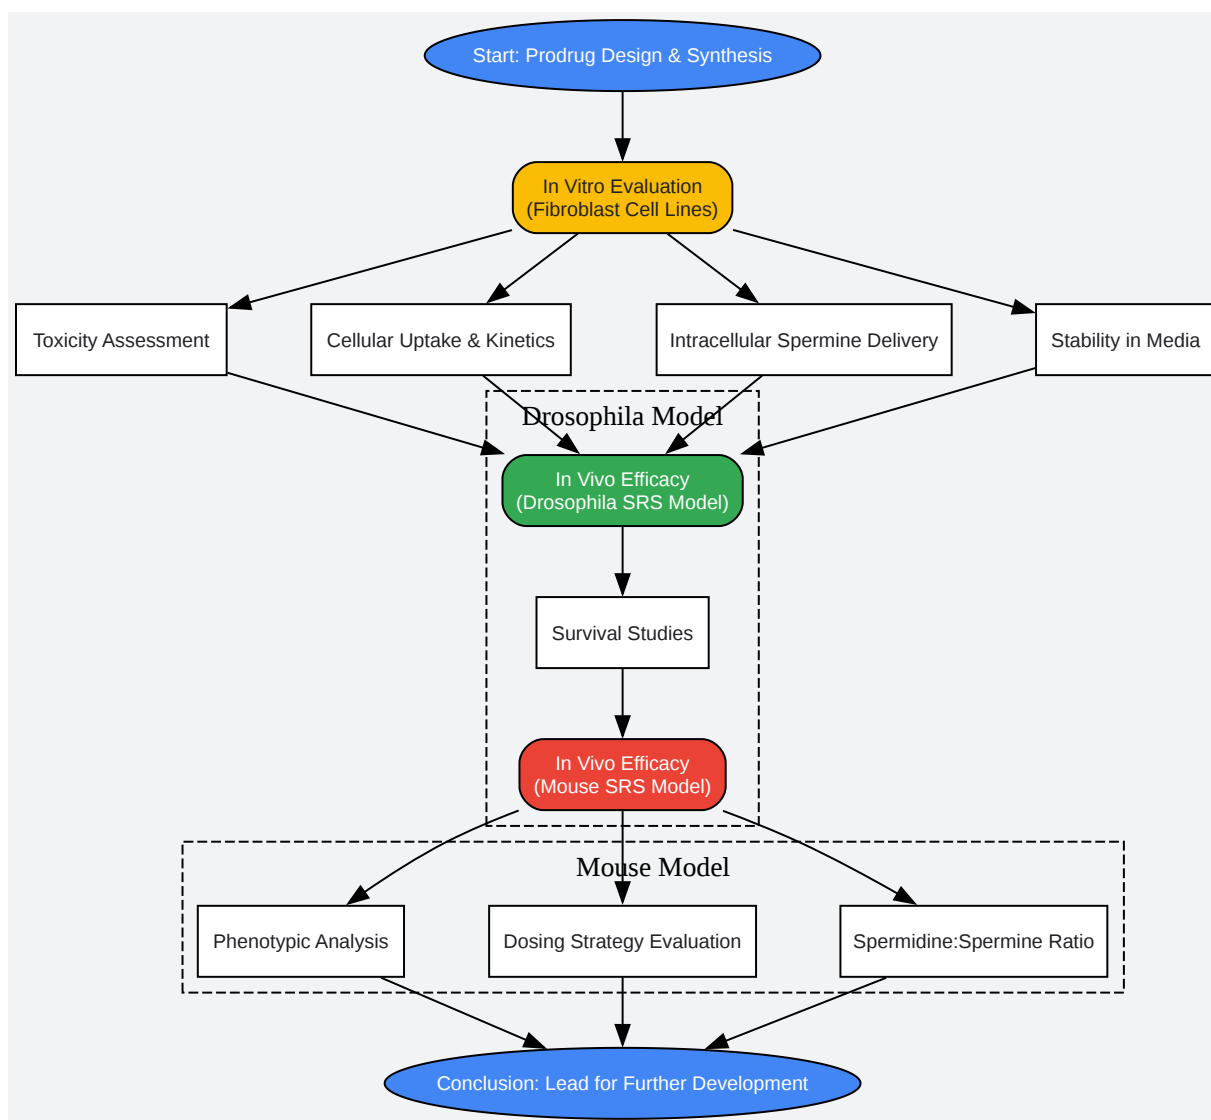 Start: Prodrug Design & Synthesis
In Vitro Evaluation
(Fibroblast Cell Lines)
Toxicity Assessment
Cellular Uptake & Kinetics
Intracellular Spermine Delivery
Stability in Media
Drosophila Model
In Vivo Efficacy
(Drosophila SRS Model)
Survival Studies
In Vivo Efficacy
(Mouse SRS Model)
Mouse Model
Phenotypic Analysis
Dosing Strategy Evaluation
Spermidine:Spermine Ratio
Conclusion: Lead for Further Development